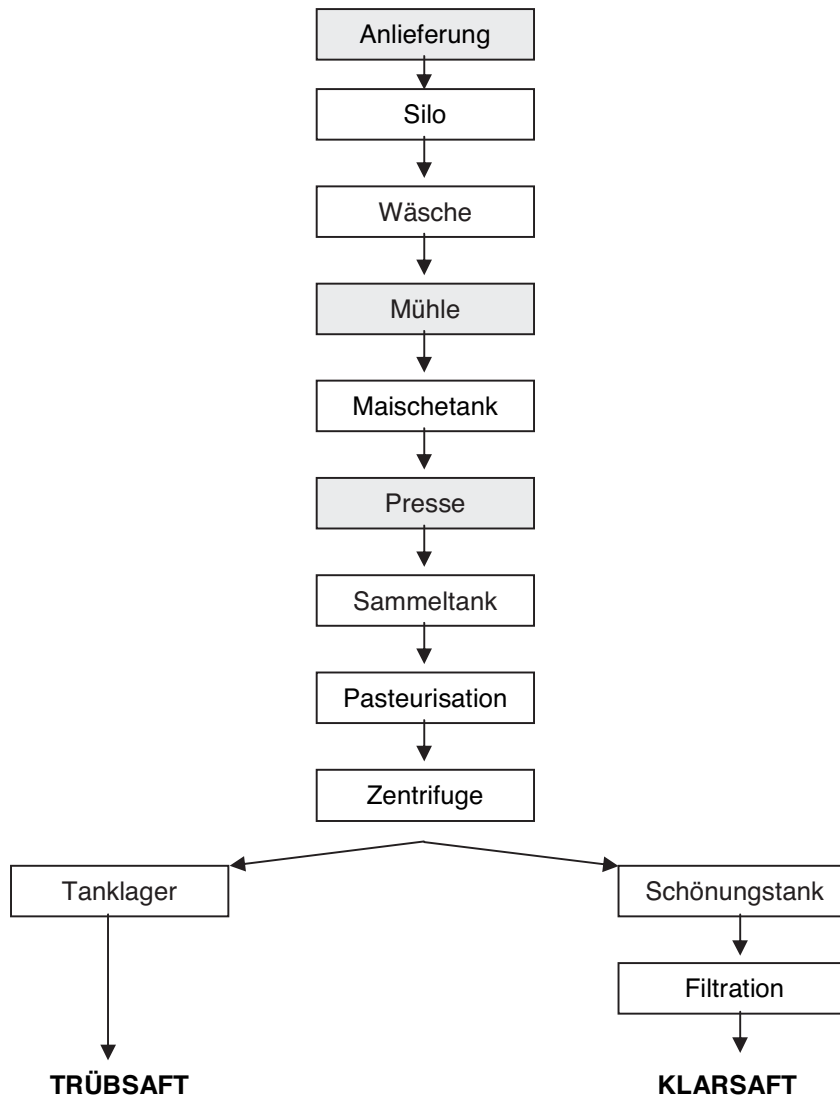 Anlieferung
Silo
Wäsche
Mühle
Maischetank
Presse
Sammeltank
Pasteurisation
Zentrifuge
Tanklager
Schönungstank
Filtration
TRÜBSAFT
KLARSAFT